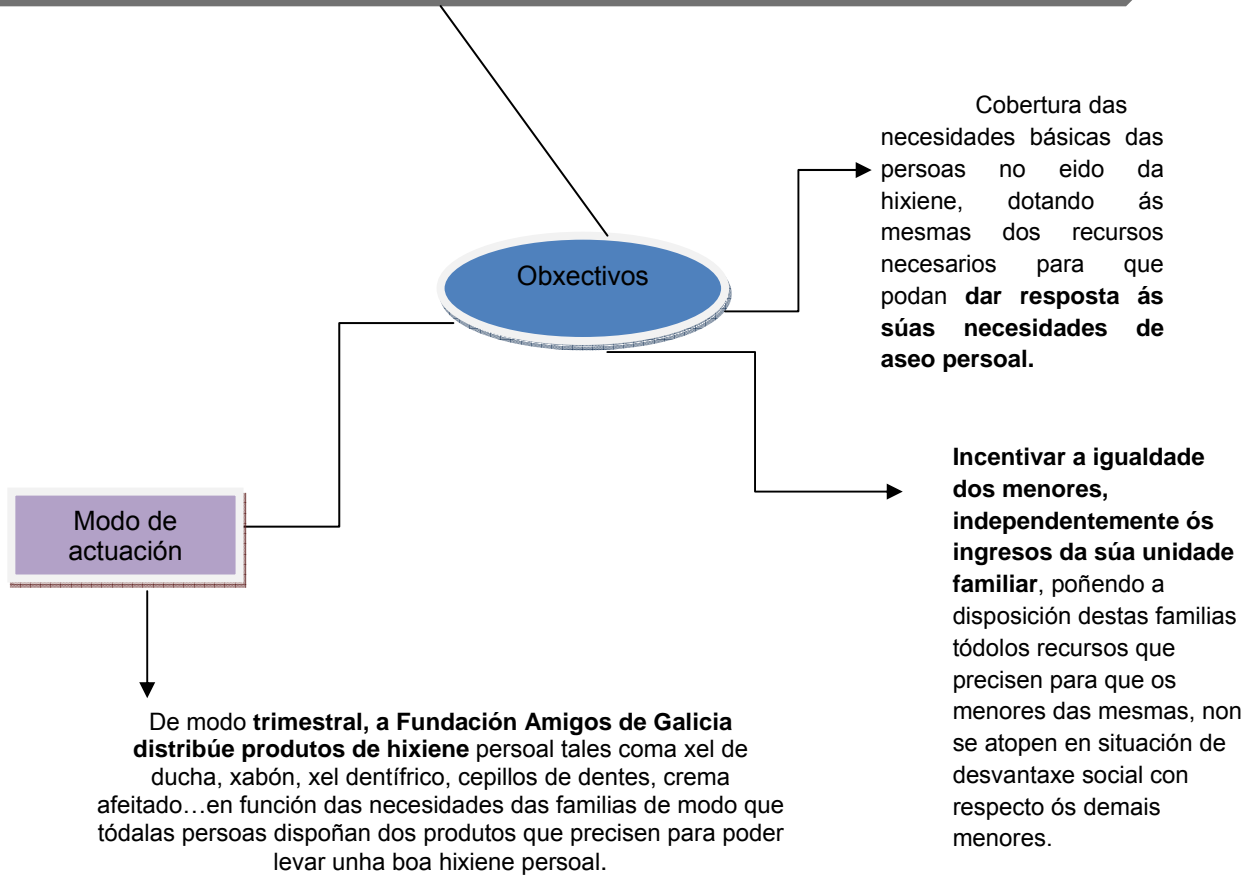 Obxectivos
Cobertura das
necesidades básicas das
persoas no eido da
hixiene, dotando ás
mesmas dos recursos
necesarios para que
podan dar resposta ás
súas necesidades de
aseo persoal.
Incentivar a igualdade
dos menores,
independentemente ós
ingresos da súa unidade
familiar, poñendo a
disposición destas familias
tódolos recursos que
precisen para que os
menores das mesmas, non
se atopen en situación de
desvantaxe social con
respecto ós demais
menores.
Modo de
actuación
De modo trimestral, a Fundación Amigos de Galicia
distribúe produtos de hixiene persoal tales coma xel de
ducha, xabón, xel dentífrico, cepillos de dentes, crema
afeitado…en función das necesidades das familias de modo que
tódalas persoas dispoñan dos produtos que precisen para poder
levar unha boa hixiene persoal.